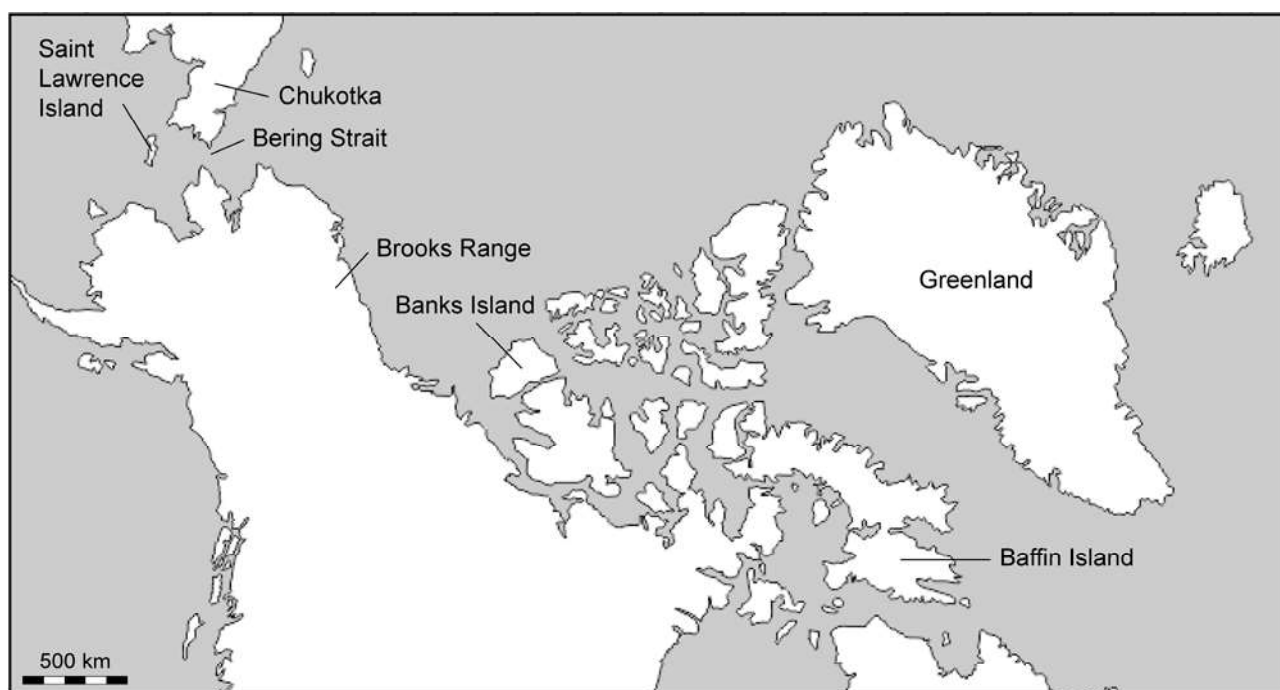 Saint
Lawrence
Island
Chukotka
Bering Strait
Brooks Range
Banks Island
Greenland
Baffin Island
500 km